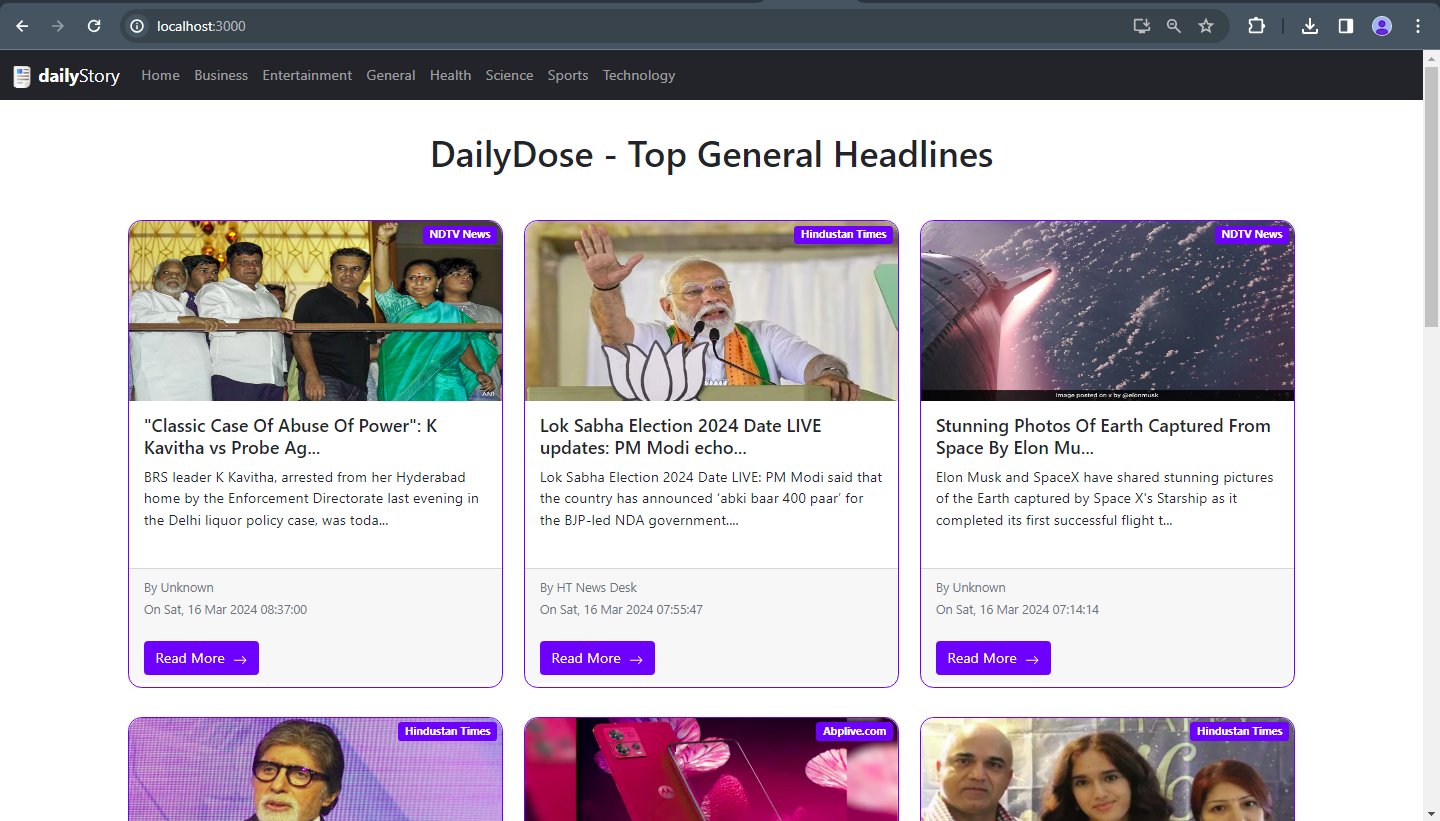 localhost:3000
dailyStory Home Business Entertainment General Health Science Sports Technology
DailyDose - Top General Headlines
NDTV News
ANI
"Classic Case Of Abuse Of Power": K
Kavitha vs Probe Ag...
BRS leader K Kavitha, arrested from her Hyderabad
home by the Enforcement Directorate last evening in
the Delhi liquor policy case, was toda...
By Unknown
On Sat, 16 Mar 2024 08:37:00
Read More →
Hindustan Times
Lok Sabha Election 2024 Date LIVE
updates: PM Modi echo...
Lok Sabha Election 2024 Date LIVE: PM Modi said that
the country has announced ‘abki baar 400 paar’ for
the BJP-led NDA government....
By HT News Desk
On Sat, 16 Mar 2024 07:55:47
Read More →
NDTV News
Image posted on x by @elonmusk
Stunning Photos Of Earth Captured From
Space By Elon Mu...
Elon Musk and SpaceX have shared stunning pictures
of the Earth captured by Space X's Starship as it
completed its first successful flight t...
By Unknown
On Sat, 16 Mar 2024 07:14:14
Read More →
Hindustan Times
Abplive.com
Hindustan Times